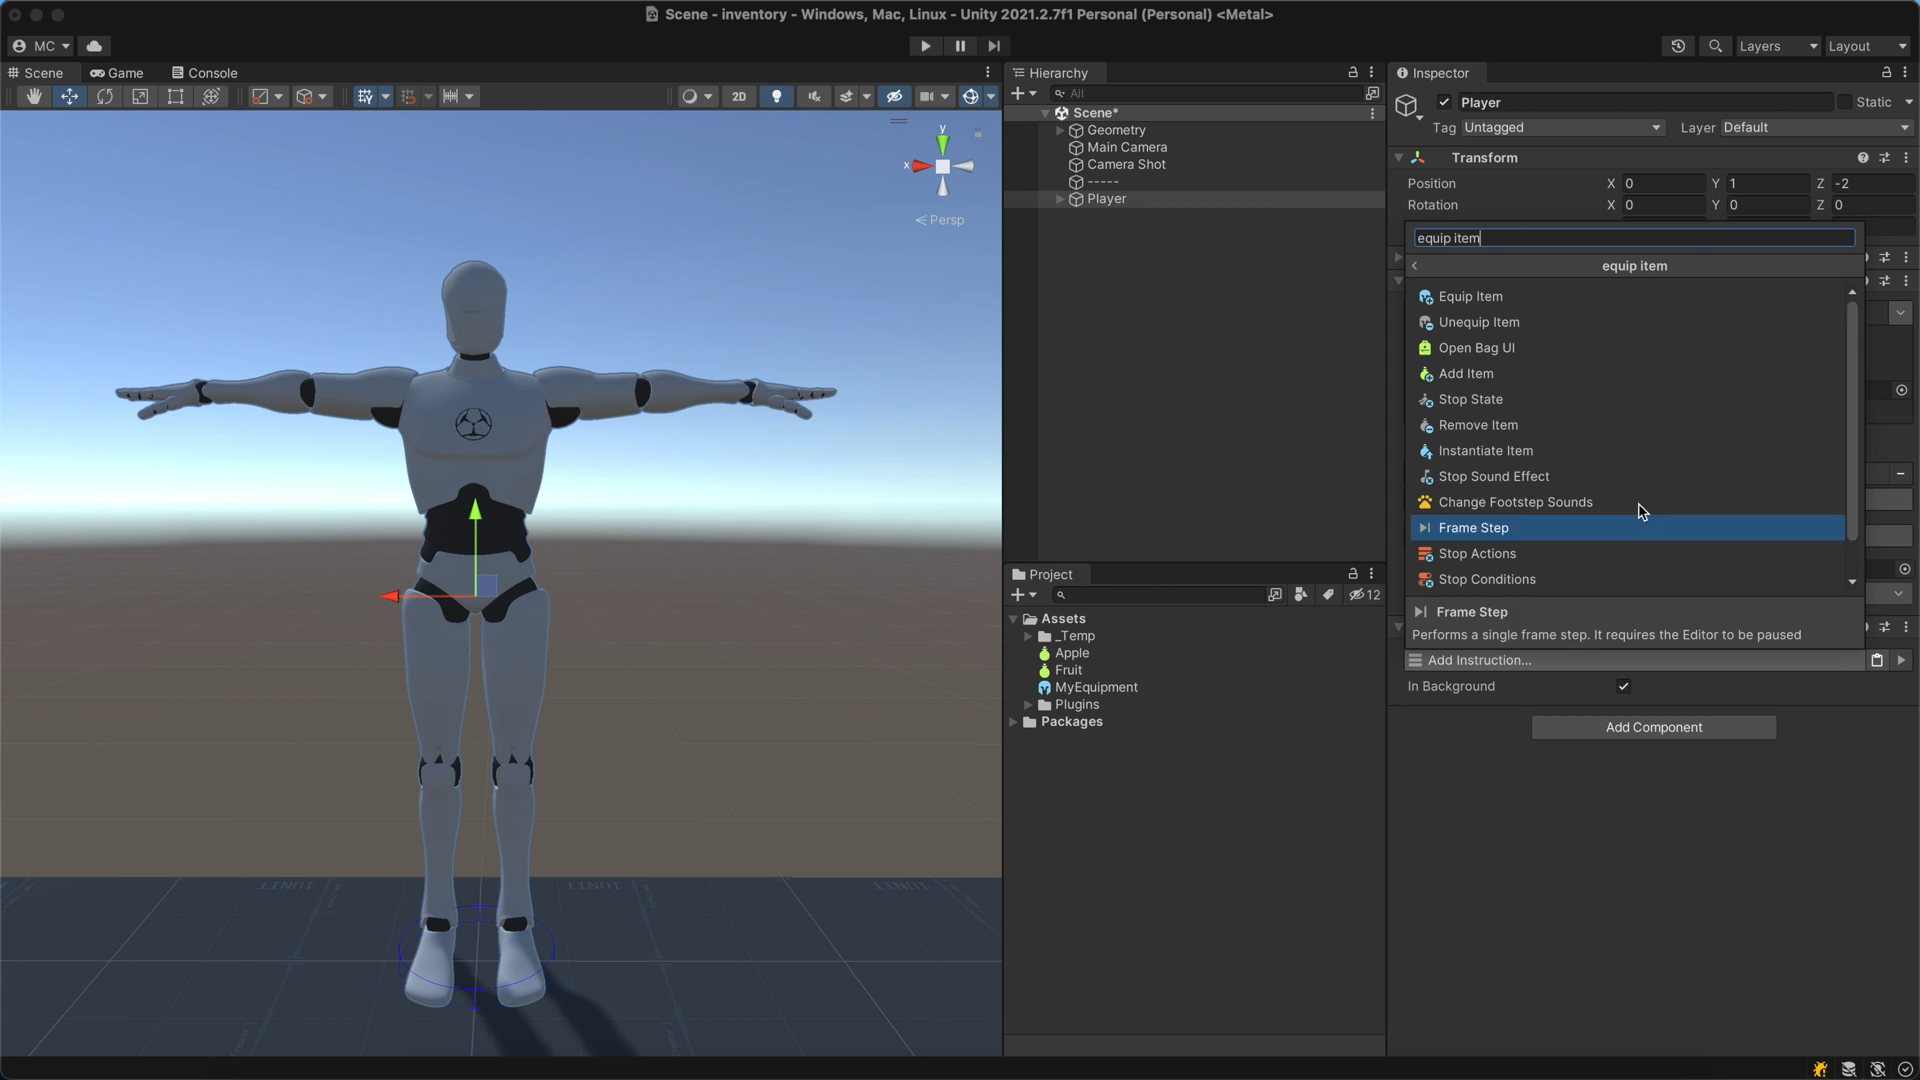 Scene - inventory - Windows, Mac, Linux - Unity 2021.2.7f1 Personal (Personal) <Metal>
MC
Layers
Layout
Scene
Game
Console
2D
y
x
Persp
1UNIT
1UNIT
1UNIT
Hierarchy
All
Scene*
Geometry
Main Camera
Camera Shot
-----
Player
Project
12
Assets
_Temp
Apple
Fruit
MyEquipment
Plugins
Packages
Inspector
Player
Static
Tag Untagged Layer Default
Transform
Position X 0 Y 1 Z -2
Rotation X 0 Y 0 Z 0
equip item
equip item
Equip Item
Unequip Item
Open Bag UI
Add Item
Stop State
Remove Item
Instantiate Item
Stop Sound Effect
Change Footstep Sounds
Frame Step
Stop Actions
Stop Conditions
Frame Step
Performs a single frame step. It requires the Editor to be paused
Add Instruction...
In Background
Add Component